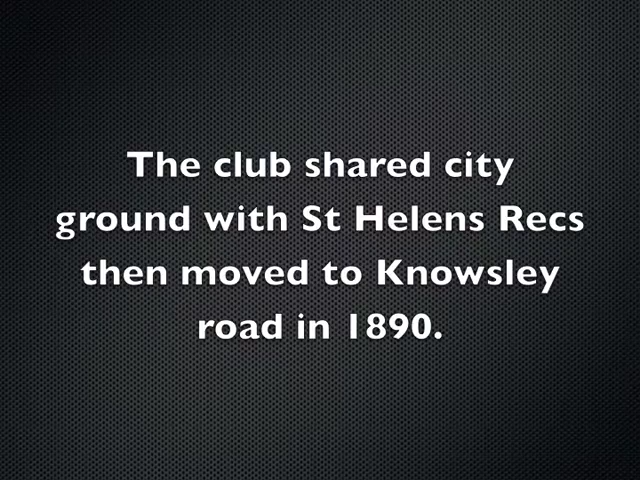 The club shared city
ground with St Helens Recs
then moved to Knowsley
road in 1890.